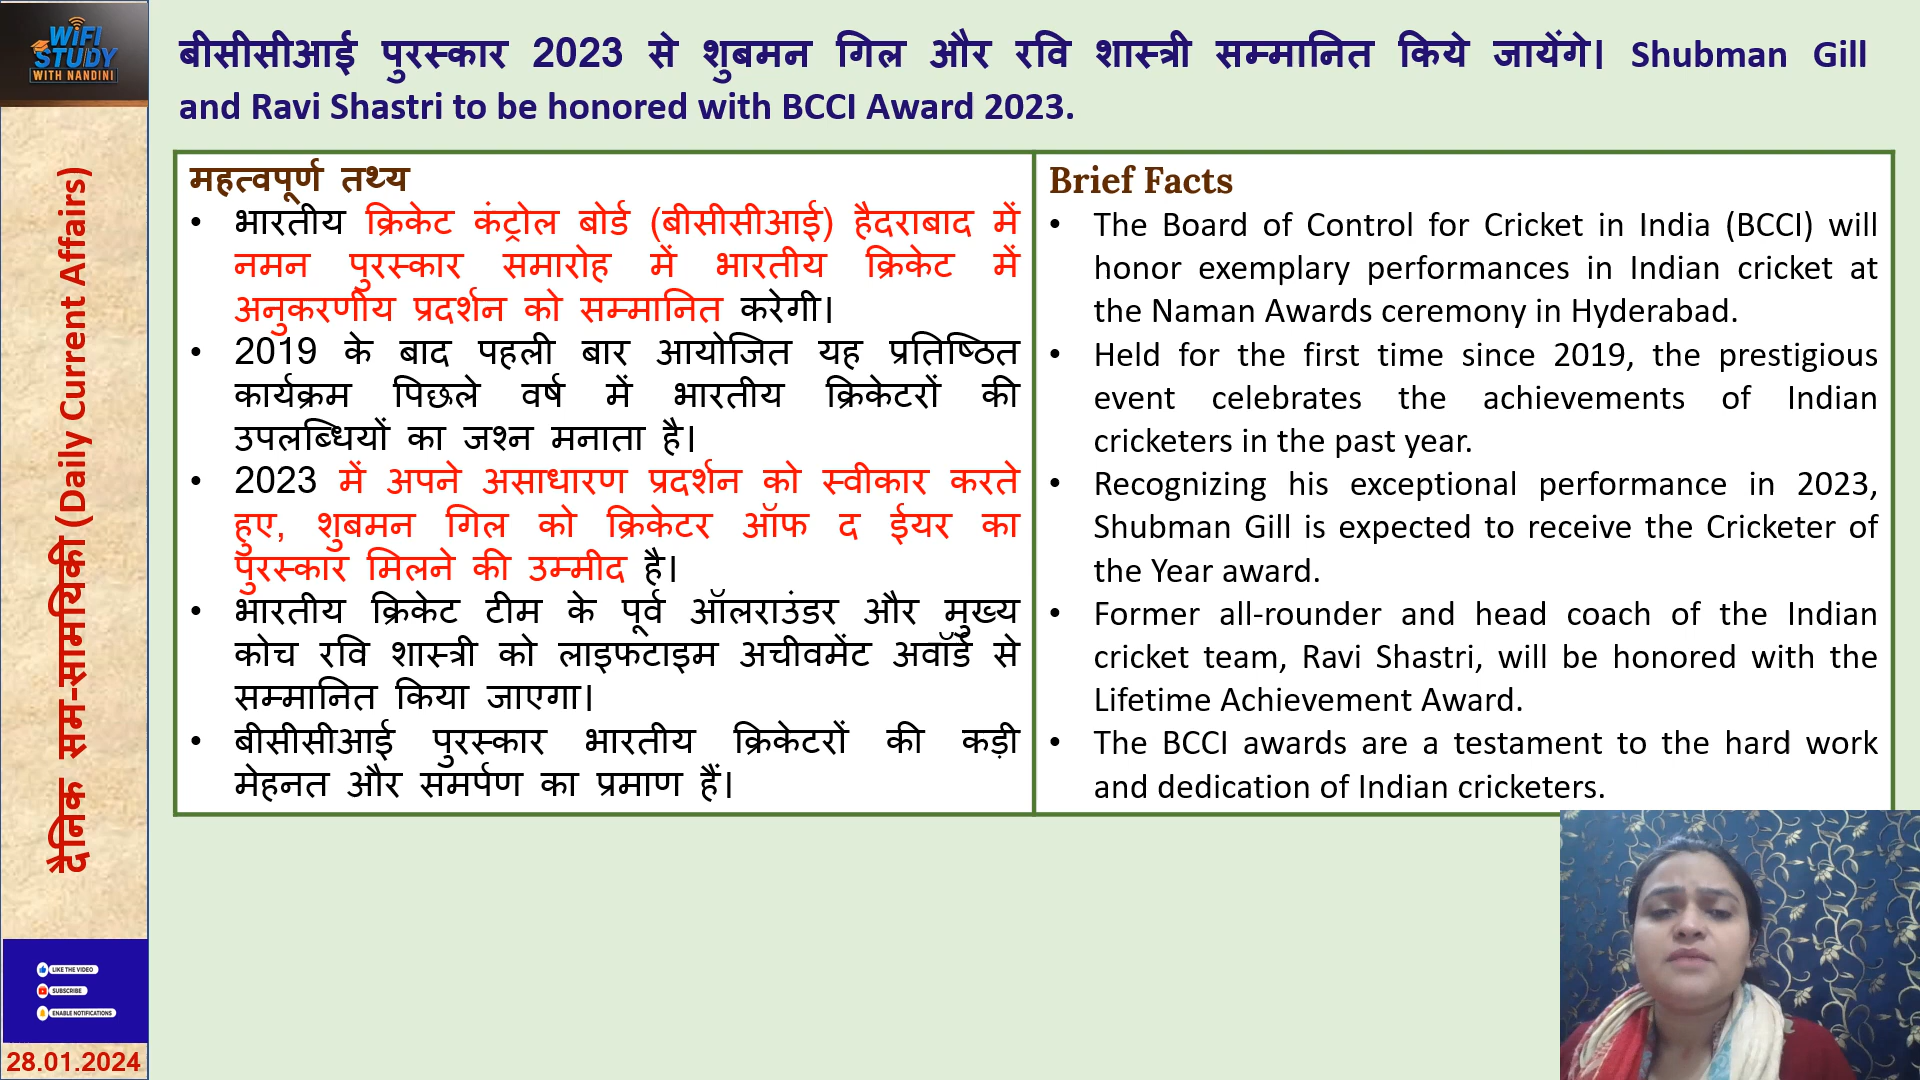 WiFi
STUDY
WITH NANDINI
दैनिक सम-सामयिकी (Daily Current Affairs)
LIKE THE VIDEO
SUBSCRIBE
ENABLE NOTIFICATIONS
28.01.2024
बीसीसीआई पुरस्कार 2023 से शुबमन गिल और रवि शास्त्री सम्मानित किये जायेंगे। Shubman Gill
and Ravi Shastri to be honored with BCCI Award 2023.
महत्वपूर्ण तथ्य
• भारतीय क्रिकेट कंट्रोल बोर्ड (बीसीसीआई) हैदराबाद में
नमन पुरस्कार समारोह में भारतीय क्रिकेट में
अनुकरणीय प्रदर्शन को सम्मानित करेगी।
• 2019 के बाद पहली बार आयोजित यह प्रतिष्ठित
कार्यक्रम पिछले वर्ष में भारतीय क्रिकेटरों की
उपलब्धियों का जश्न मनाता है।
• 2023 में अपने असाधारण प्रदर्शन को स्वीकार करते
हुए, शुबमन गिल को क्रिकेटर ऑफ द ईयर का
पुरस्कार मिलने की उम्मीद है।
• भारतीय क्रिकेट टीम के पूर्व ऑलराउंडर और मुख्य
कोच रवि शास्त्री को लाइफटाइम अचीवमेंट अवॉर्ड से
सम्मानित किया जाएगा।
• बीसीसीआई पुरस्कार भारतीय क्रिकेटरों की कड़ी
मेहनत और समर्पण का प्रमाण हैं।
Brief Facts
• The Board of Control for Cricket in India (BCCI) will
honor exemplary performances in Indian cricket at
the Naman Awards ceremony in Hyderabad.
• Held for the first time since 2019, the prestigious
event celebrates the achievements of Indian
cricketers in the past year.
• Recognizing his exceptional performance in 2023,
Shubman Gill is expected to receive the Cricketer of
the Year award.
• Former all-rounder and head coach of the Indian
cricket team, Ravi Shastri, will be honored with the
Lifetime Achievement Award.
• The BCCI awards are a testament to the hard work
and dedication of Indian cricketers.